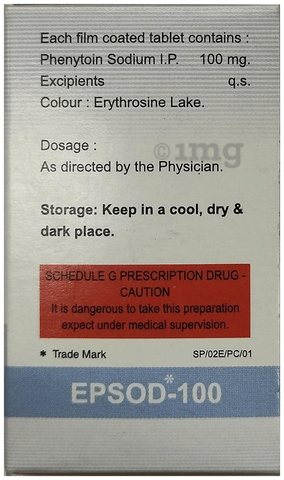 Each film coated tablet contains :
Phenytoin Sodium I.P. 100 mg.
Excipients q.s.
Colour : Erythrosine Lake.
Dosage :
1mg
As directed by the Physician.
Storage: Keep in a cool, dry &
dark place.
SCHEDULE G PRESCRIPTION DRUG -
CAUTION
It is dangerous to take this preparation
expect under medical supervision.
* Trade Mark SP/02E/PC/01
EPSOD*-100